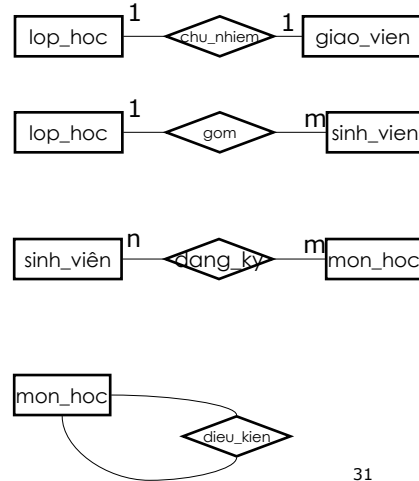 1 1
lop_hoc chu_nhiem giao_vien
1
lop_hoc gom m sinh_vien
n m
sinh_viên dang_ky mon_hoc
mon_hoc
dieu_kien
31